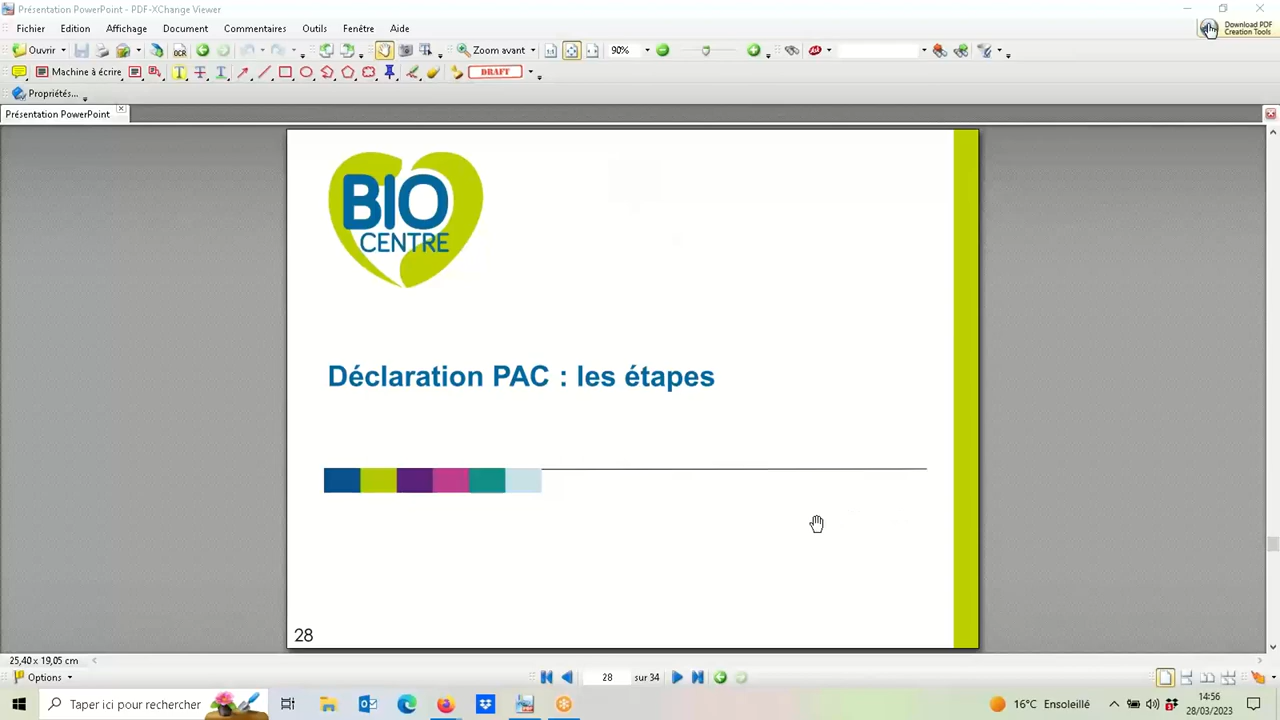 Présentation PowerPoint - PDF-XChange Viewer
Fichier Edition Affichage Document Commentaires Outils Fenêtre Aide
Download PDF
Creation Tools
Ouvrir OCR Zoom avant 90%
Machine à écrire DRAFT
Propriétés...
Présentation PowerPoint
BIO
CENTRE
Déclaration PAC : les étapes
28
25,40 x 19,05 cm
Options 28 sur 34
Taper ici pour rechercher 16°C Ensoleillé 14:56
28/03/2023